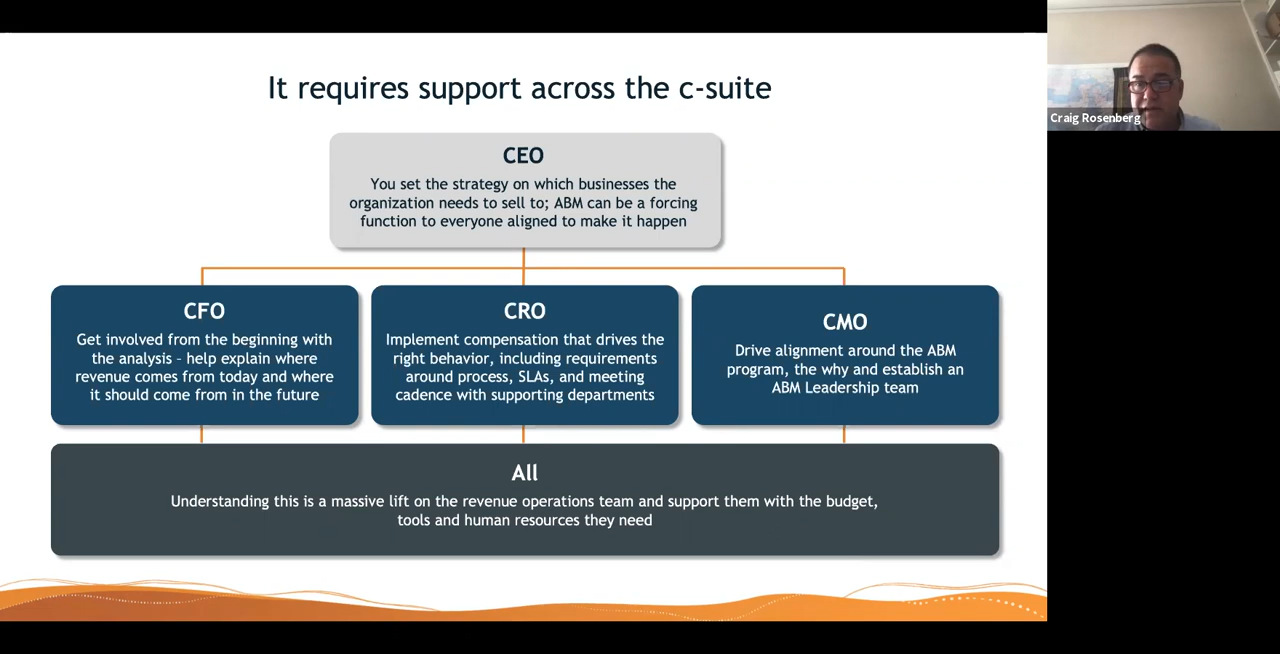 It requires support across the c-suite
Craig Rosenberg
CEO
You set the strategy on which businesses the
organization needs to sell to; ABM can be a forcing
function to everyone aligned to make it happen
CFO
Get involved from the beginning with
the analysis – help explain where
revenue comes from today and where
it should come from in the future
CRO
Implement compensation that drives the
right behavior, including requirements
around process, SLAs, and meeting
cadence with supporting departments
CMO
Drive alignment around the ABM
program, the why and establish an
ABM Leadership team
All
Understanding this is a massive lift on the revenue operations team and support them with the budget,
tools and human resources they need